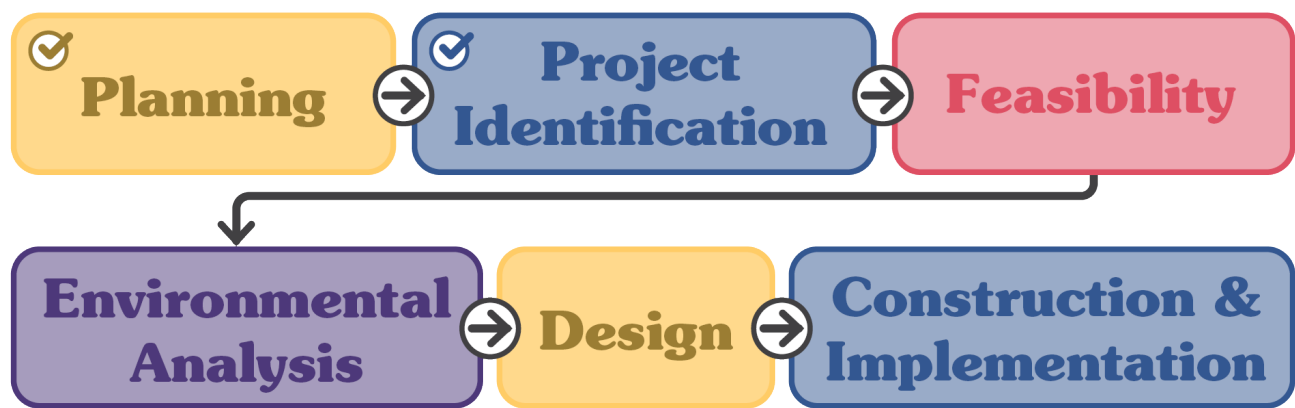 Planning
Project
Identification
Feasibility
Environmental
Analysis
Design
Construction &
Implementation